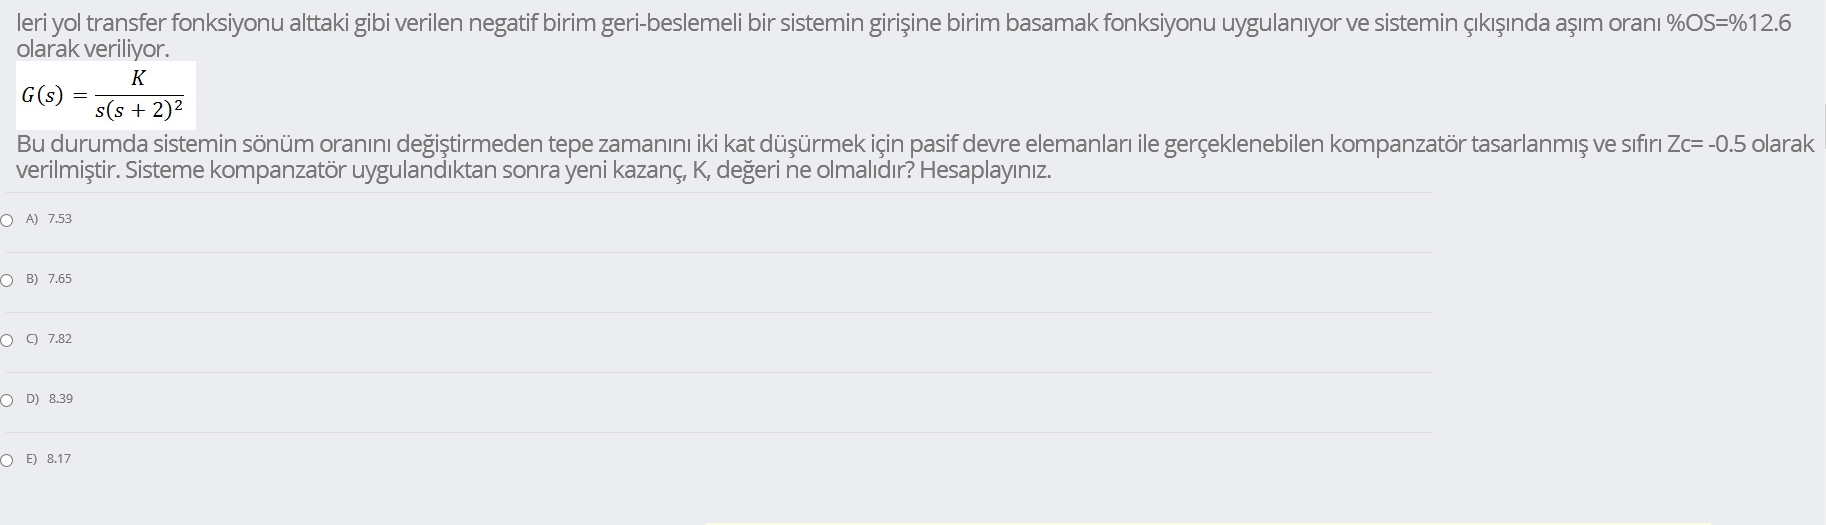 leri yol transfer fonksiyonu alttaki gibi verilen negatif birim geri-beslemeli bir sistemin girişine birim basamak fonksiyonu uygulanıyor ve sistemin çıkışında aşım oranı %OS=%12.6
olarak veriliyor.
G(s) = K / s(s + 2)²
Bu durumda sistemin sönüm oranını değiştirmeden tepe zamanını iki kat düşürmek için pasif devre elemanları ile gerçeklenebilen kompanzatör tasarlanmış ve sıfırı Zc= -0.5 olarak
verilmiştir. Sisteme kompanzatör uygulandıktan sonra yeni kazanç, K, değeri ne olmalıdır? Hesaplayınız.
A) 7.53
B) 7.65
C) 7.82
D) 8.39
E) 8.17